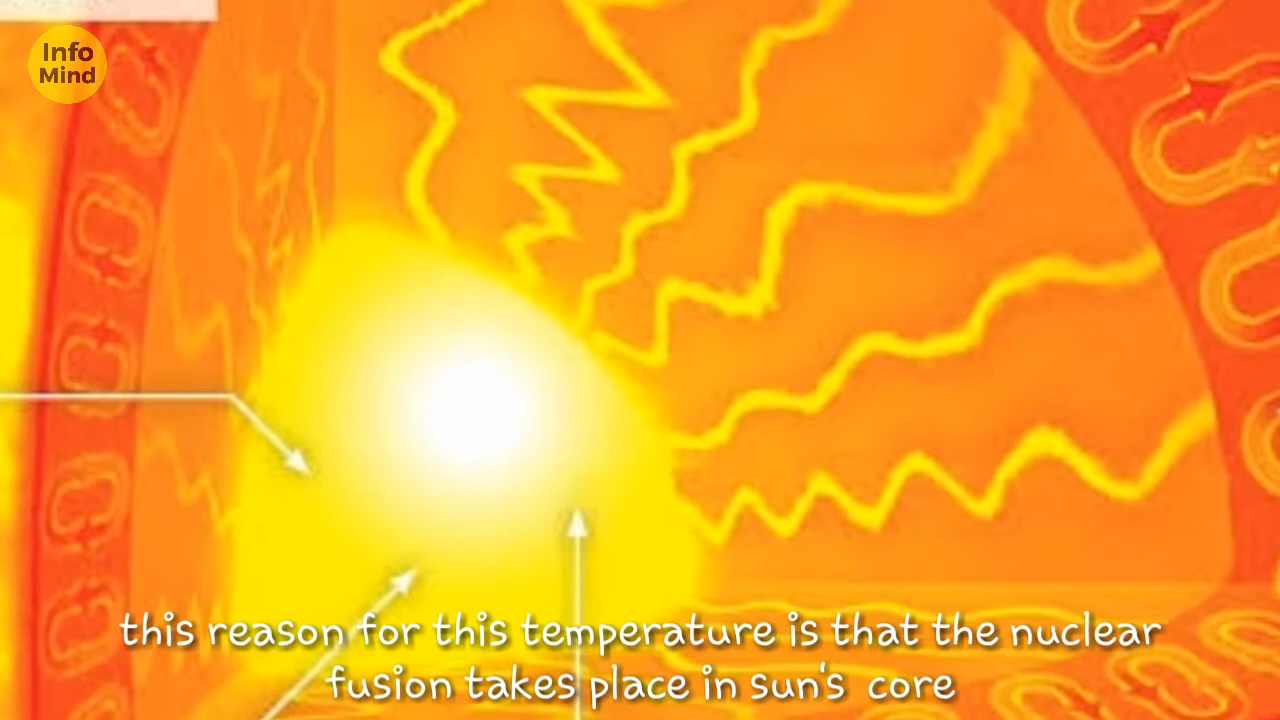 Info
Mind
this reason for this temperature is that the nuclear
fusion takes place in sun's core